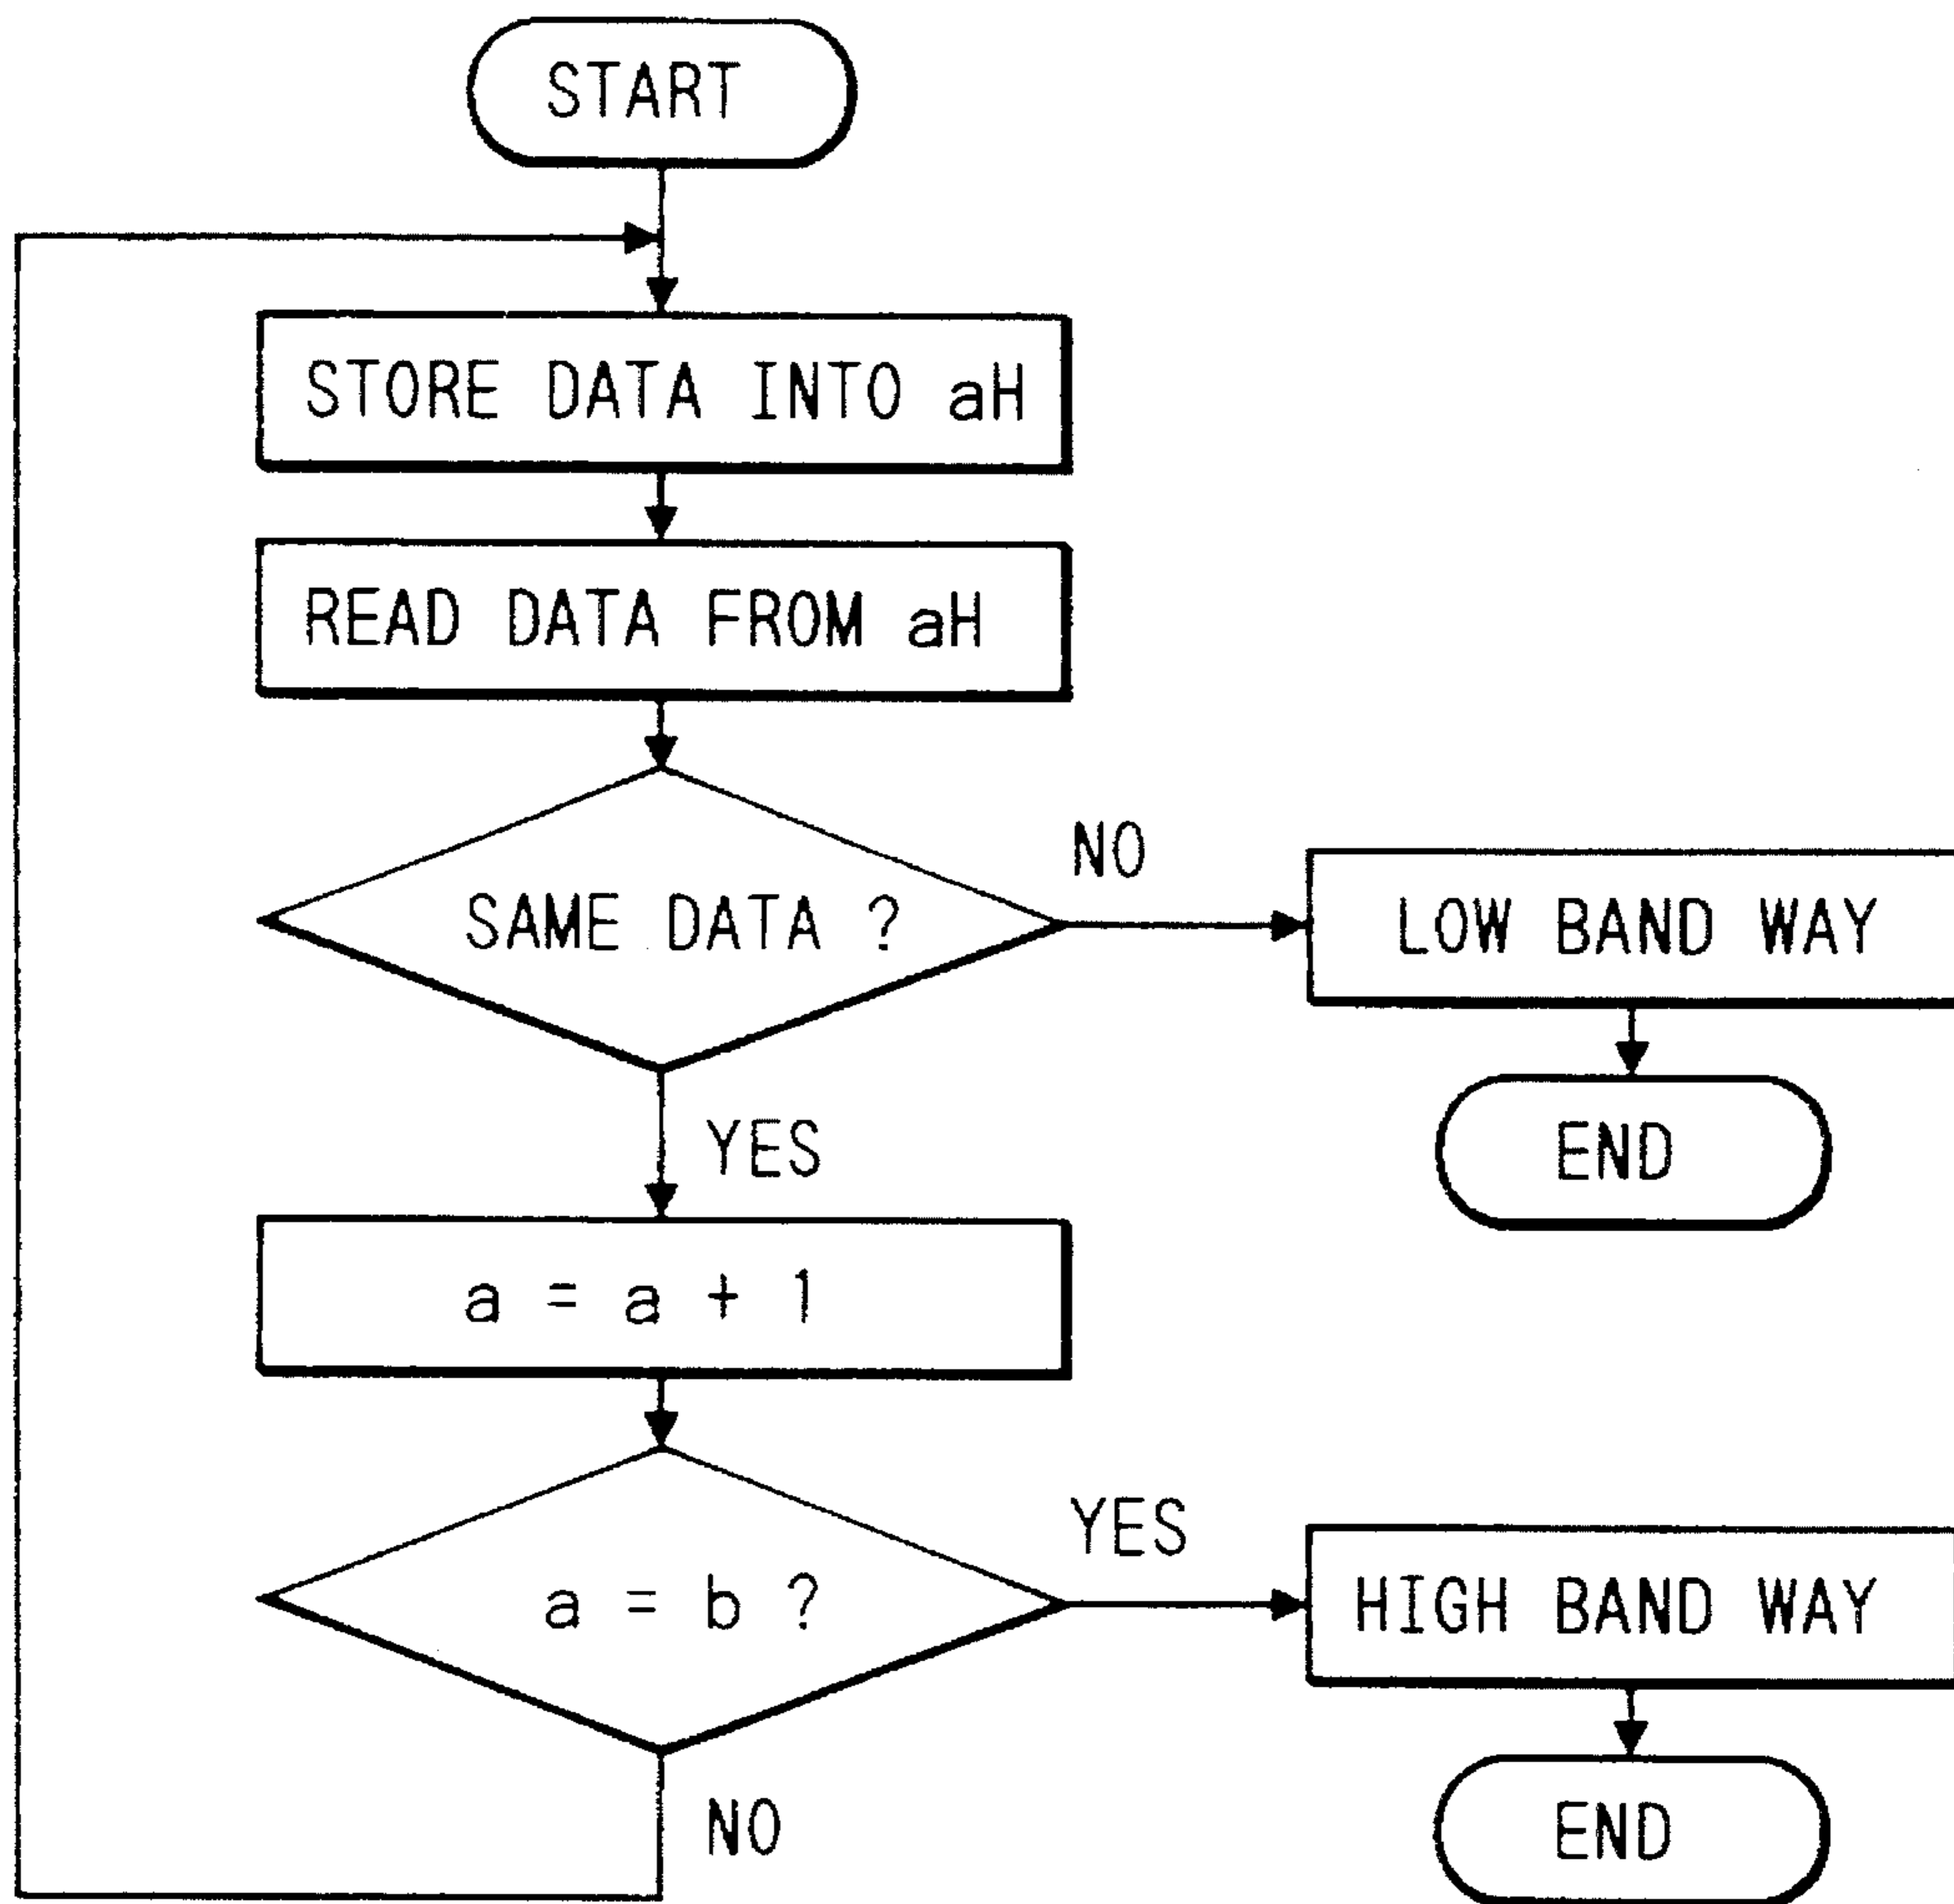 START
STORE DATA INTO aH
READ DATA FROM aH
SAME DATA ?
NO
LOW BAND WAY
END
YES
a = a + 1
a = b ?
YES
HIGH BAND WAY
END
NO